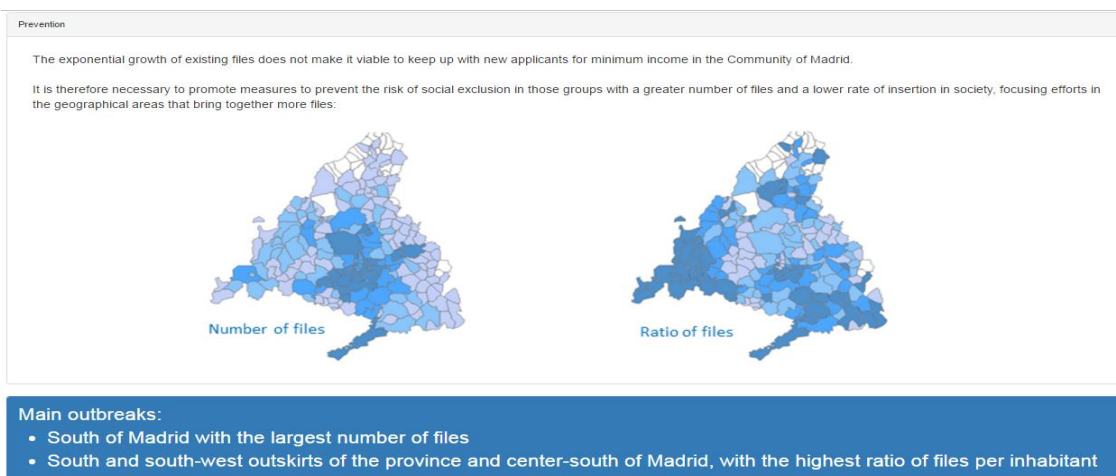 Prevention
The exponential growth of existing files does not make it viable to keep up with new applicants for minimum income in the Community of Madrid.
It is therefore necessary to promote measures to prevent the risk of social exclusion in those groups with a greater number of files and a lower rate of insertion in society, focusing efforts in
the geographical areas that bring together more files:
Number of files
Ratio of files
Main outbreaks:
• South of Madrid with the largest number of files
• South and south-west outskirts of the province and center-south of Madrid, with the highest ratio of files per inhabitant